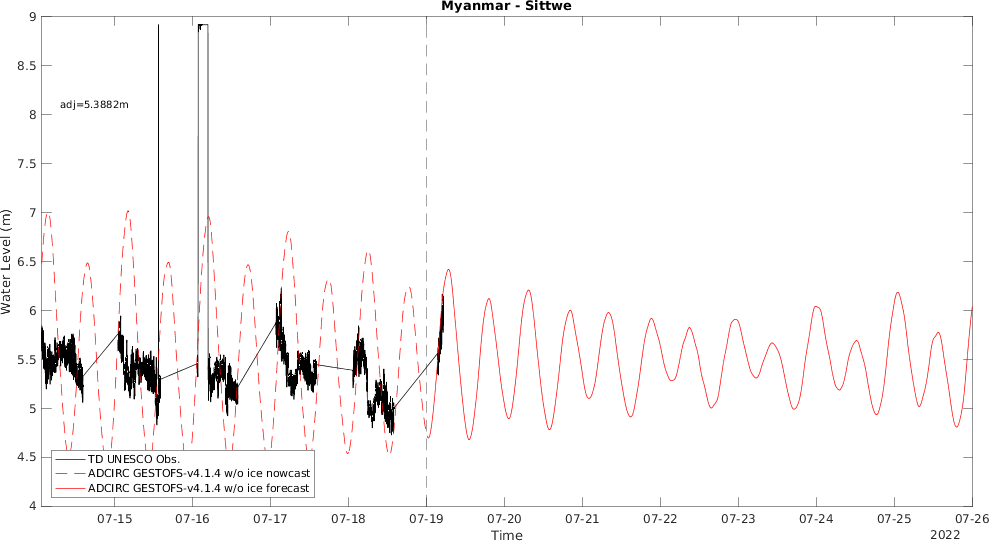 Myanmar - Sittwe
9
8.5
8
7.5
7
6.5
6
5.5
5
4.5
4
Water Level (m)
adj=5.3882m
TD UNESCO Obs.
ADCIRC GESTOFS-v4.1.4 w/o ice nowcast
ADCIRC GESTOFS-v4.1.4 w/o ice forecast
07-15 07-16 07-17 07-18 07-19 07-20 07-21 07-22 07-23 07-24 07-25 07-26
Time
2022